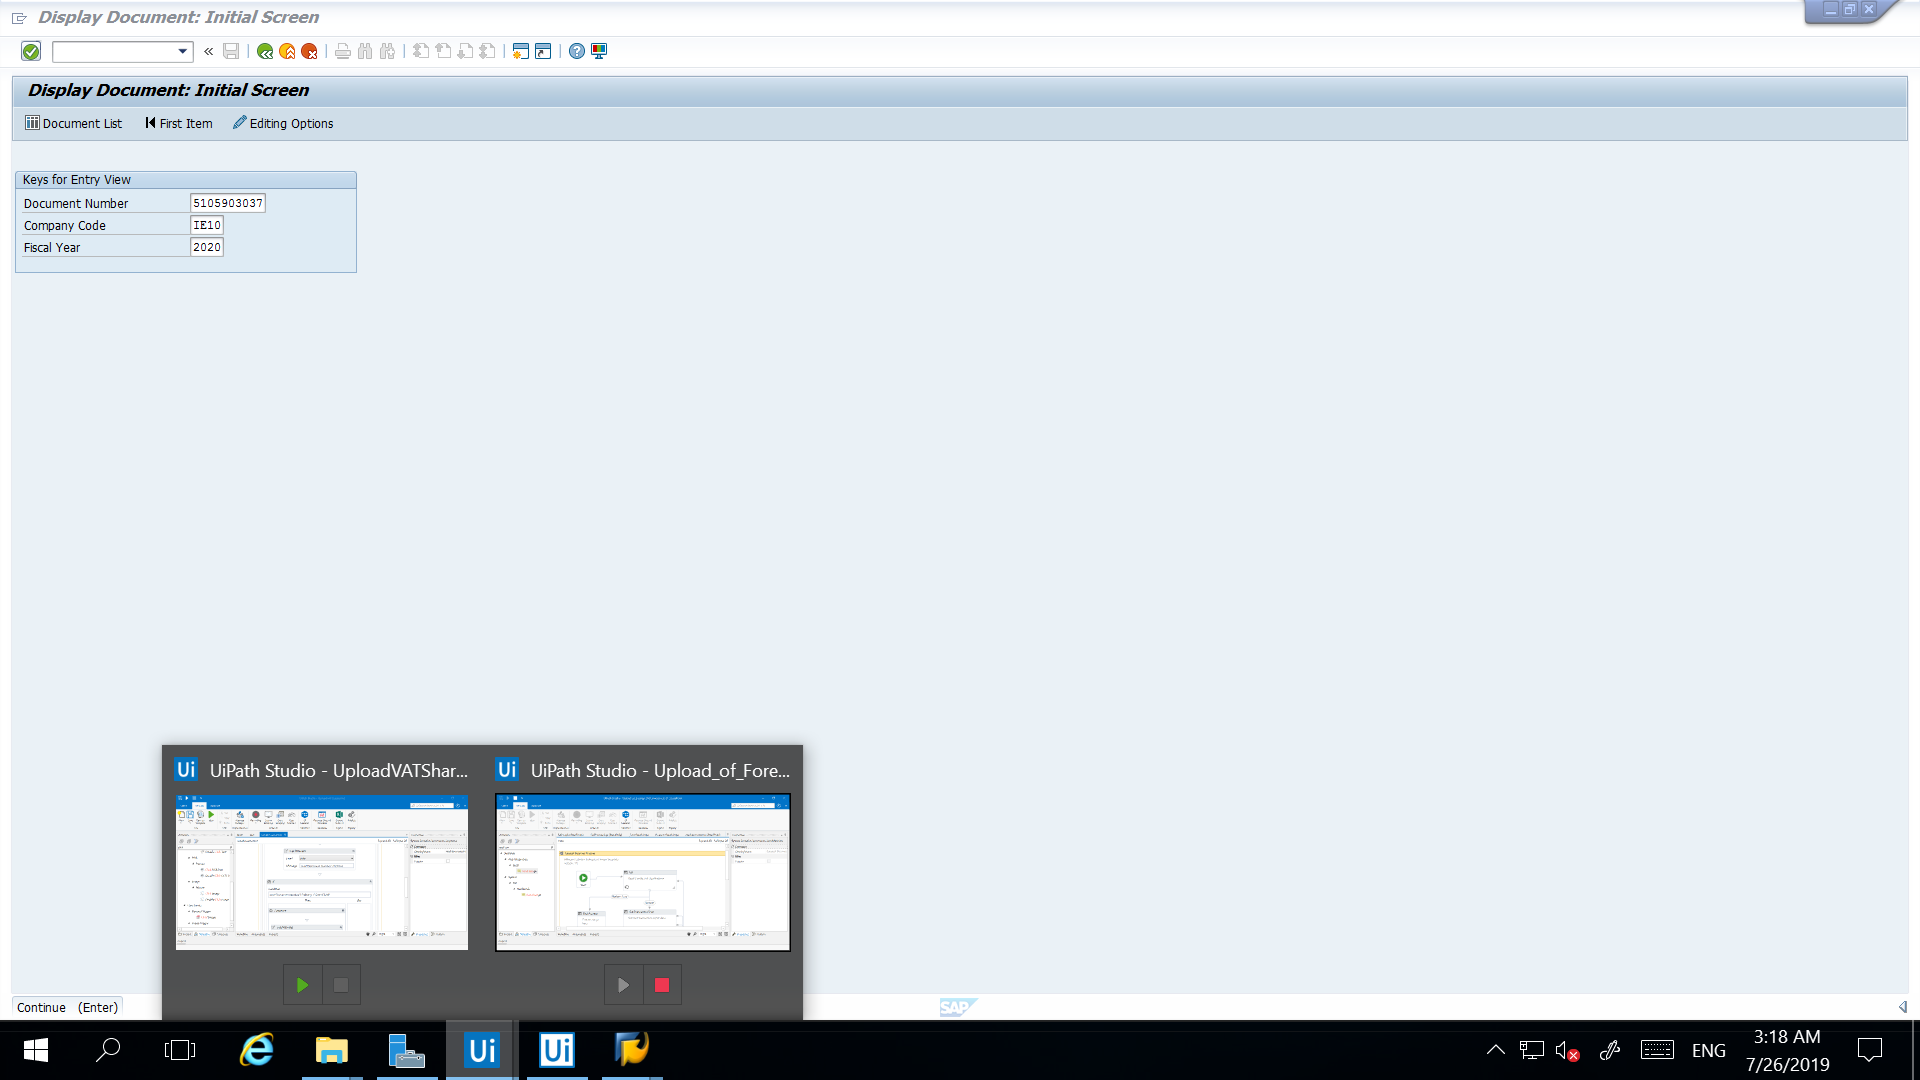 Display Document: Initial Screen
Display Document: Initial Screen
Document List First Item Editing Options
Keys for Entry View
Document Number 5105903037
Company Code IE10
Fiscal Year 2020
Ui UiPath Studio - UploadVATShar...
Ui UiPath Studio - Upload_of_Fore...
Continue (Enter)
SAP
Ui
Ui
ENG
3:18 AM
7/26/2019